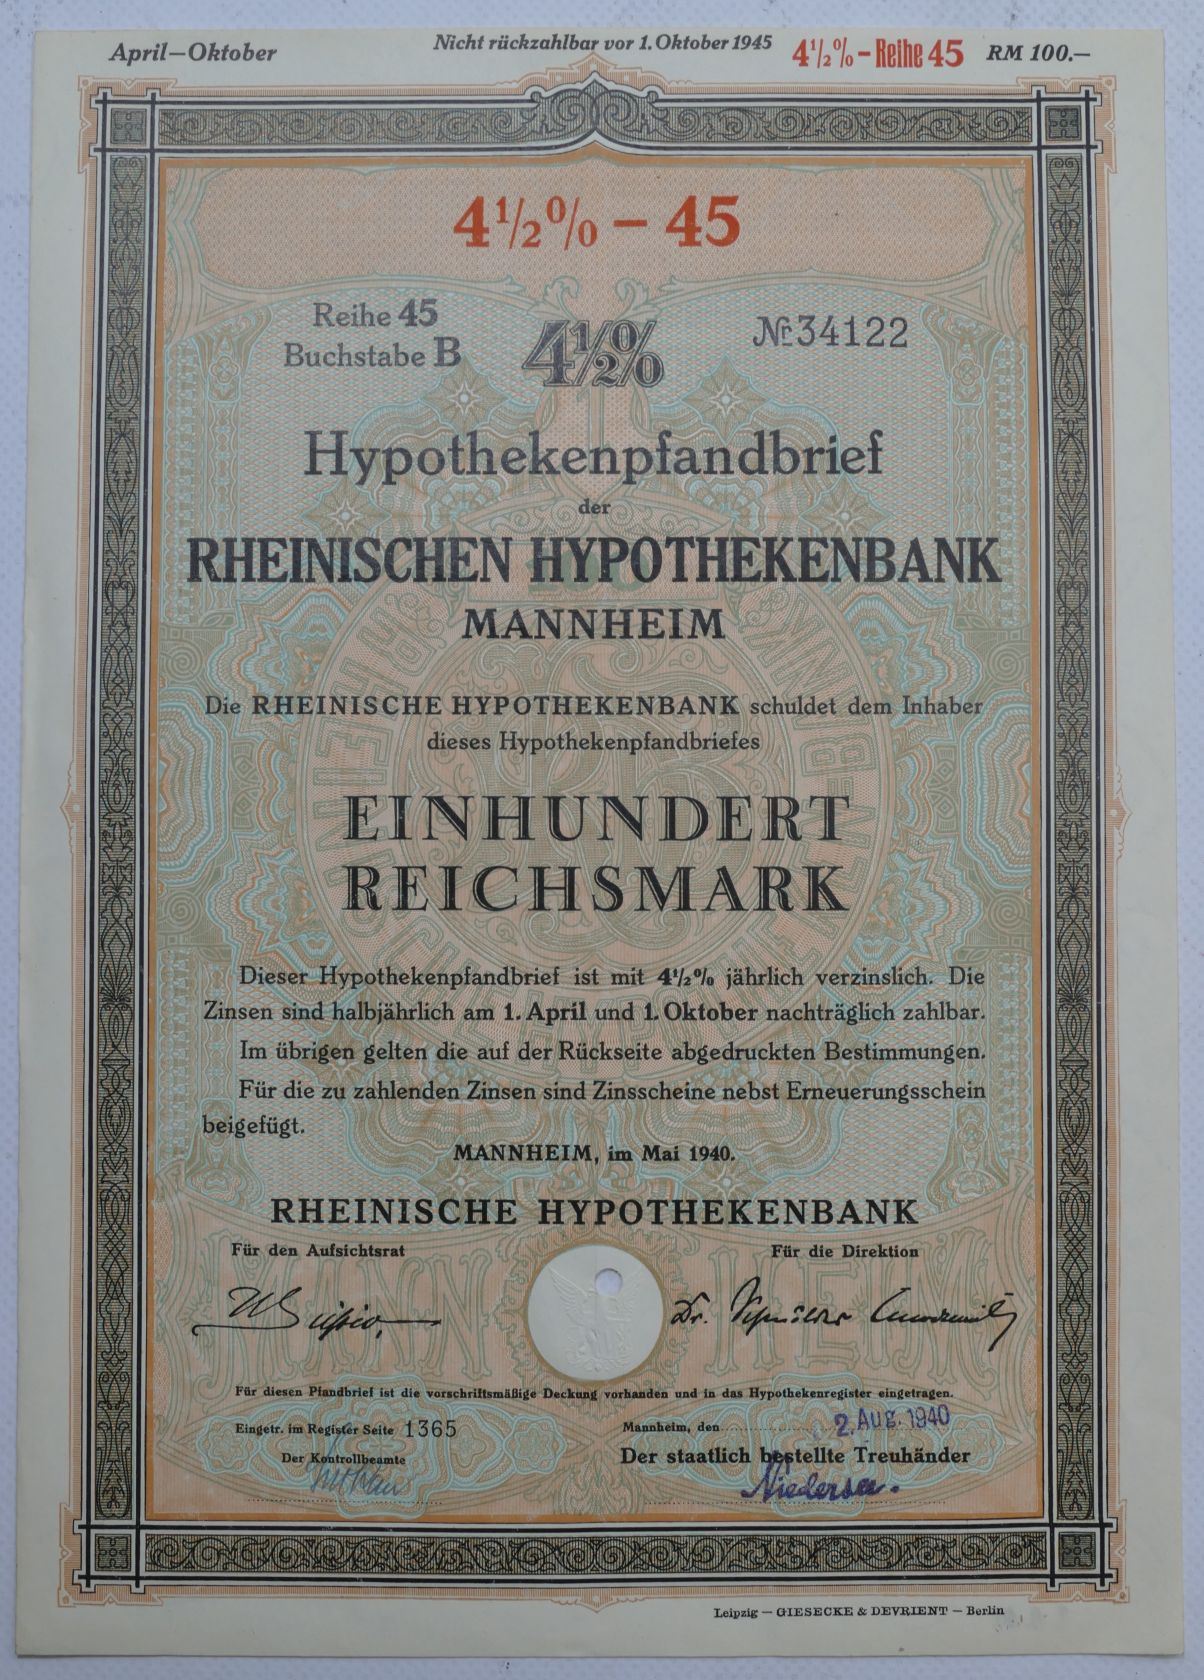 April—Oktober
Nicht rückzahlbar vor 1. Oktober 1945
4½%-Reihe 45
RM 100.—
4½% – 45
Reihe 45
Buchstabe B
4½%
Nr 34122
Hypothekenpfandbrief
der
RHEINISCHEN HYPOTHEKENBANK
MANNHEIM
Die RHEINISCHE HYPOTHEKENBANK schuldet dem Inhaber
dieses Hypothekenpfandbriefes
EINHUNDERT
REICHSMARK
Dieser Hypothekenpfandbrief ist mit 4½% jährlich verzinslich. Die
Zinsen sind halbjährlich am 1. April und 1. Oktober nachträglich zahlbar.
Im übrigen gelten die auf der Rückseite abgedruckten Bestimmungen.
Für die zu zahlenden Zinsen sind Zinsscheine nebst Erneuerungsschein
beigefügt.
MANNHEIM, im Mai 1940.
RHEINISCHE HYPOTHEKENBANK
Für den Aufsichtsrat
Für die Direktion
MANNHEIM
Dr.
Für diesen Pfandbrief ist die vorschriftsmäßige Deckung vorhanden und in das Hypothekenregister eingetragen.
Eingetr. im Register Seite 1365
Mannheim, den 2. Aug. 1940
Der Kontrollbeamte
Der staatlich bestellte Treuhänder
Leipzig — GIESECKE & DEVRIENT — Berlin